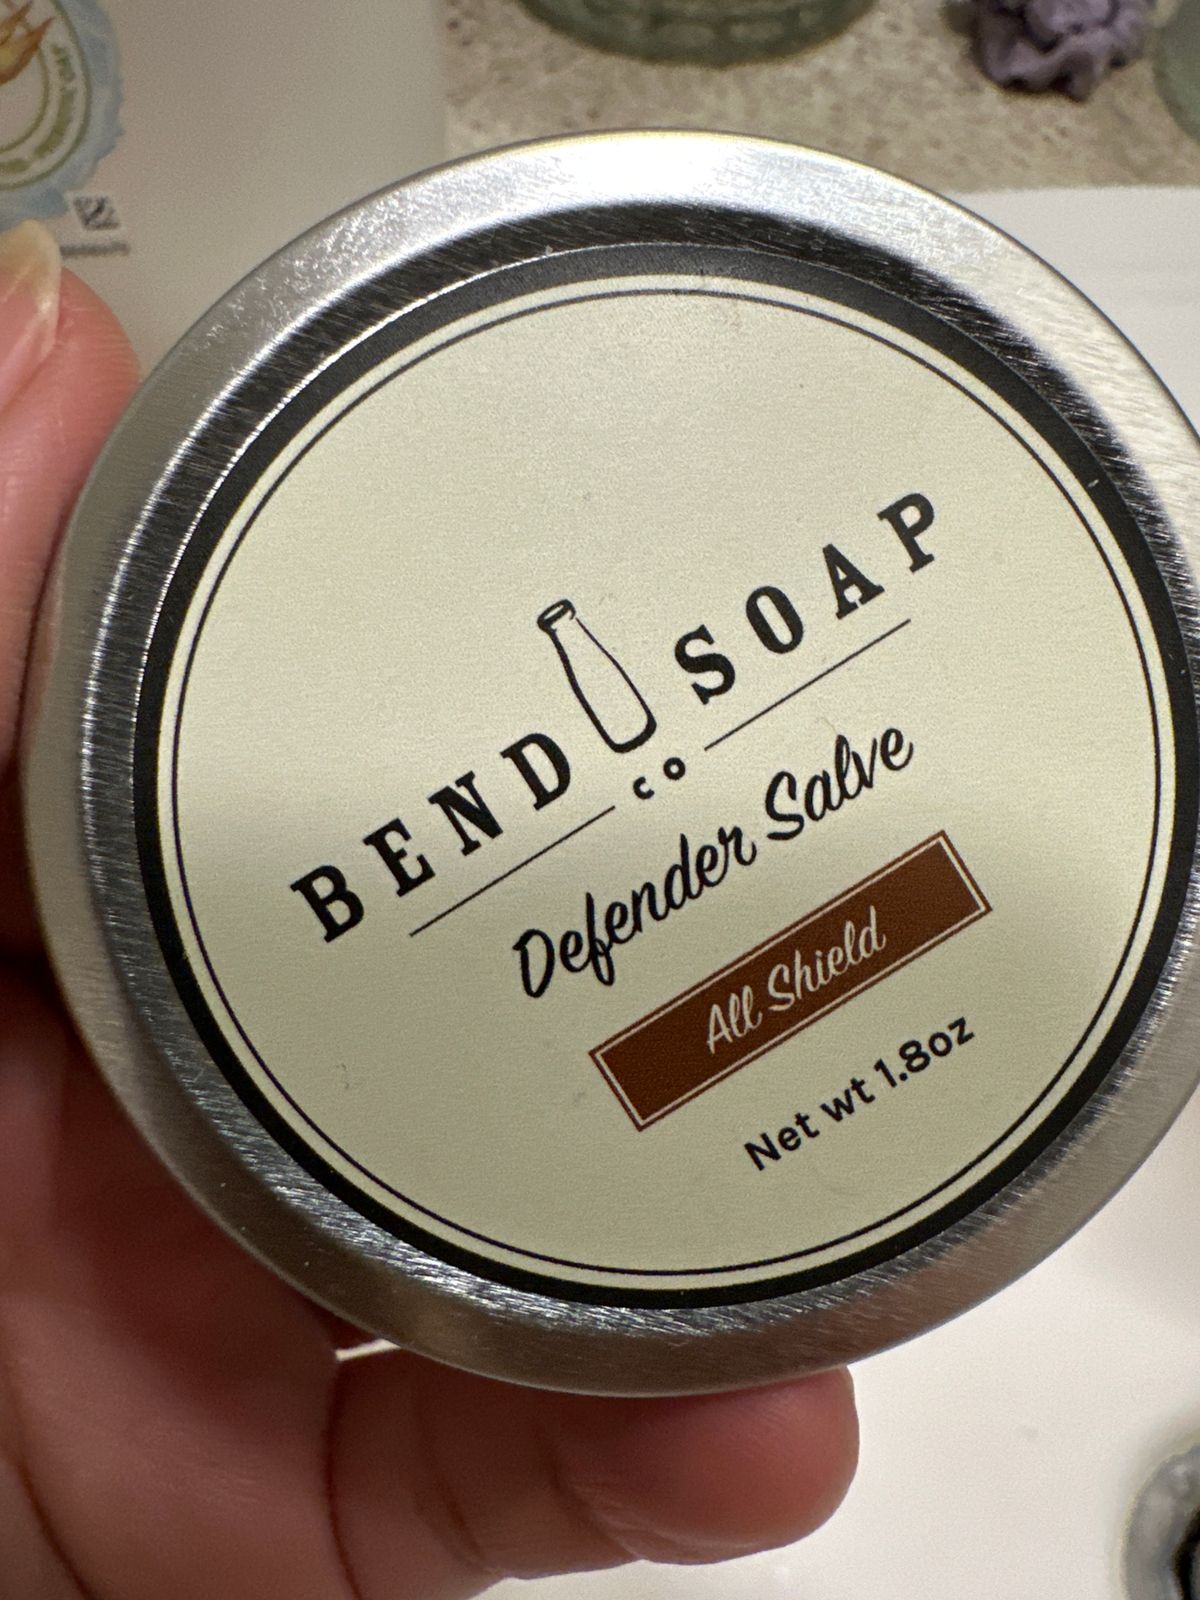 BEND SOAP
CO
Defender Salve
All Shield
Net wt 1.8oz